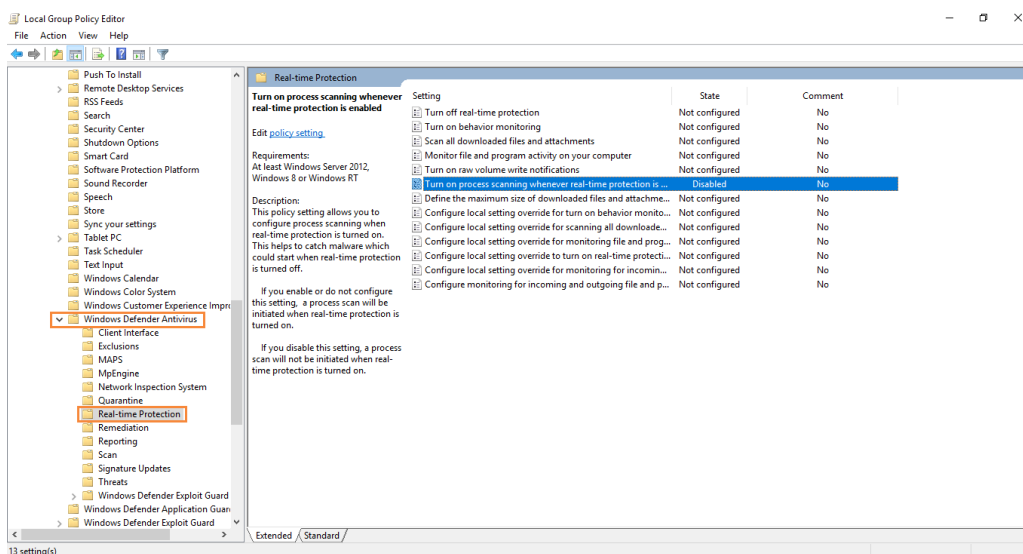 Local Group Policy Editor
File Action View Help
Push To Install
Remote Desktop Services
RSS Feeds
Search
Security Center
Shutdown Options
Smart Card
Software Protection Platform
Sound Recorder
Speech
Store
Sync your settings
Tablet PC
Task Scheduler
Text Input
Windows Calendar
Windows Color System
Windows Customer Experience Impro
Windows Defender Antivirus
Client Interface
Exclusions
MAPS
MpEngine
Network Inspection System
Quarantine
Real-time Protection
Remediation
Reporting
Scan
Signature Updates
Threats
Windows Defender Exploit Guard
Windows Defender Application Guar
Windows Defender Exploit Guard
Real-time Protection
Turn on process scanning whenever
real-time protection is enabled
Edit policy setting
Requirements:
At least Windows Server 2012,
Windows 8 or Windows RT
Description:
This policy setting allows you to
configure process scanning when
real-time protection is turned on.
This helps to catch malware which
could start when real-time protection
is turned off.
If you enable or do not configure
this setting, a process scan will be
initiated when real-time protection is
turned on.
If you disable this setting, a process
scan will not be initiated when real-
time protection is turned on.
Setting State Comment
Turn off real-time protection Not configured No
Turn on behavior monitoring Not configured No
Scan all downloaded files and attachments Not configured No
Monitor file and program activity on your computer Not configured No
Turn on raw volume write notifications Not configured No
Turn on process scanning whenever real-time protection is ... Disabled No
Define the maximum size of downloaded files and attachme... Not configured No
Configure local setting override for turn on behavior monito... Not configured No
Configure local setting override for scanning all downloade... Not configured No
Configure local setting override for monitoring file and prog... Not configured No
Configure local setting override to turn on real-time protecti... Not configured No
Configure local setting override for monitoring for incomin... Not configured No
Configure monitoring for incoming and outgoing file and p... Not configured No
Extended Standard
13 setting(s)